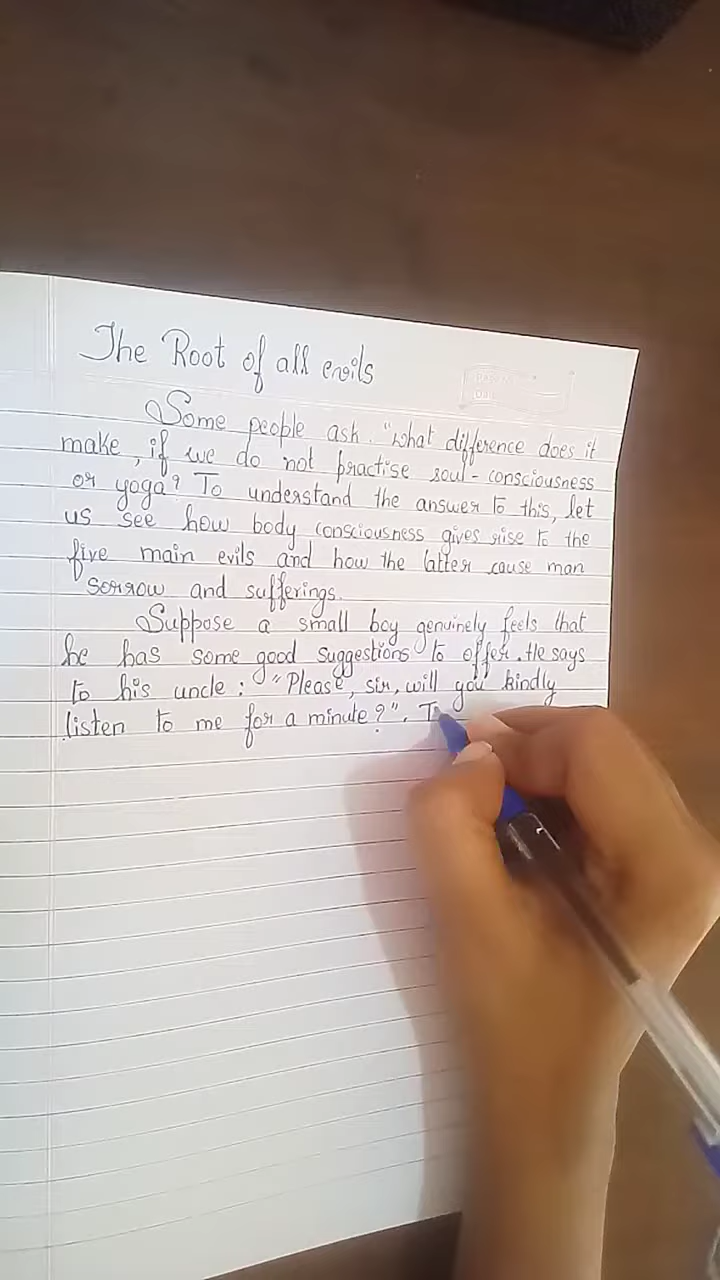 The Root of all evils
Some people ask. "what difference does it
make, if we do not practise soul-consciousness
or yoga? To understand the answer to this, let
us see how body consciousness gives rise to the
five main evils and how the latter cause man
sorrow and sufferings.
Suppose a small boy genuinely feels that
he has some good suggestions to offer. He says
to his uncle: "Please, sir, will you kindly
listen to me for a minute?". T